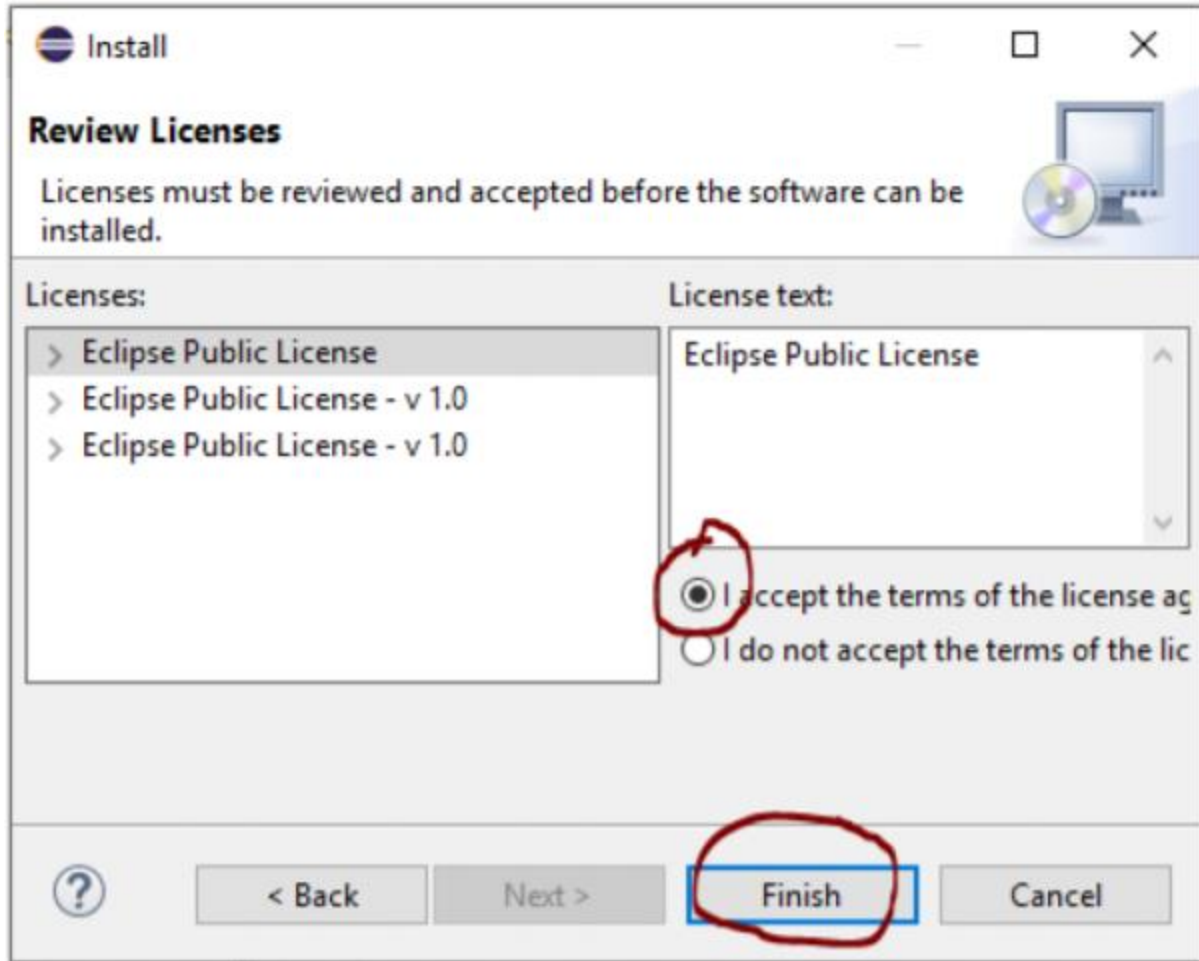 Install
Review Licenses
Licenses must be reviewed and accepted before the software can be
installed.
Licenses:
Eclipse Public License
Eclipse Public License - v 1.0
Eclipse Public License - v 1.0
License text:
Eclipse Public License
I accept the terms of the license ag
I do not accept the terms of the lic
?
< Back
Next >
Finish
Cancel